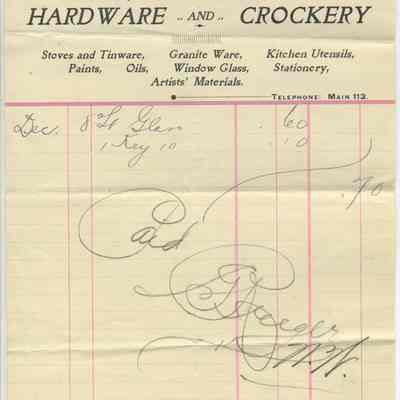 HARDWARE .. AND .. CROCKERY
Stoves and Tinware, Granite Ware, Kitchen Utensils,
Paints, Oils, Window Glass, Stationery,
Artists' Materials.
TELEPHONE: MAIN 113.
Dec. 8 Lt Glass .60
1 Key 10 .10
.70
Paid